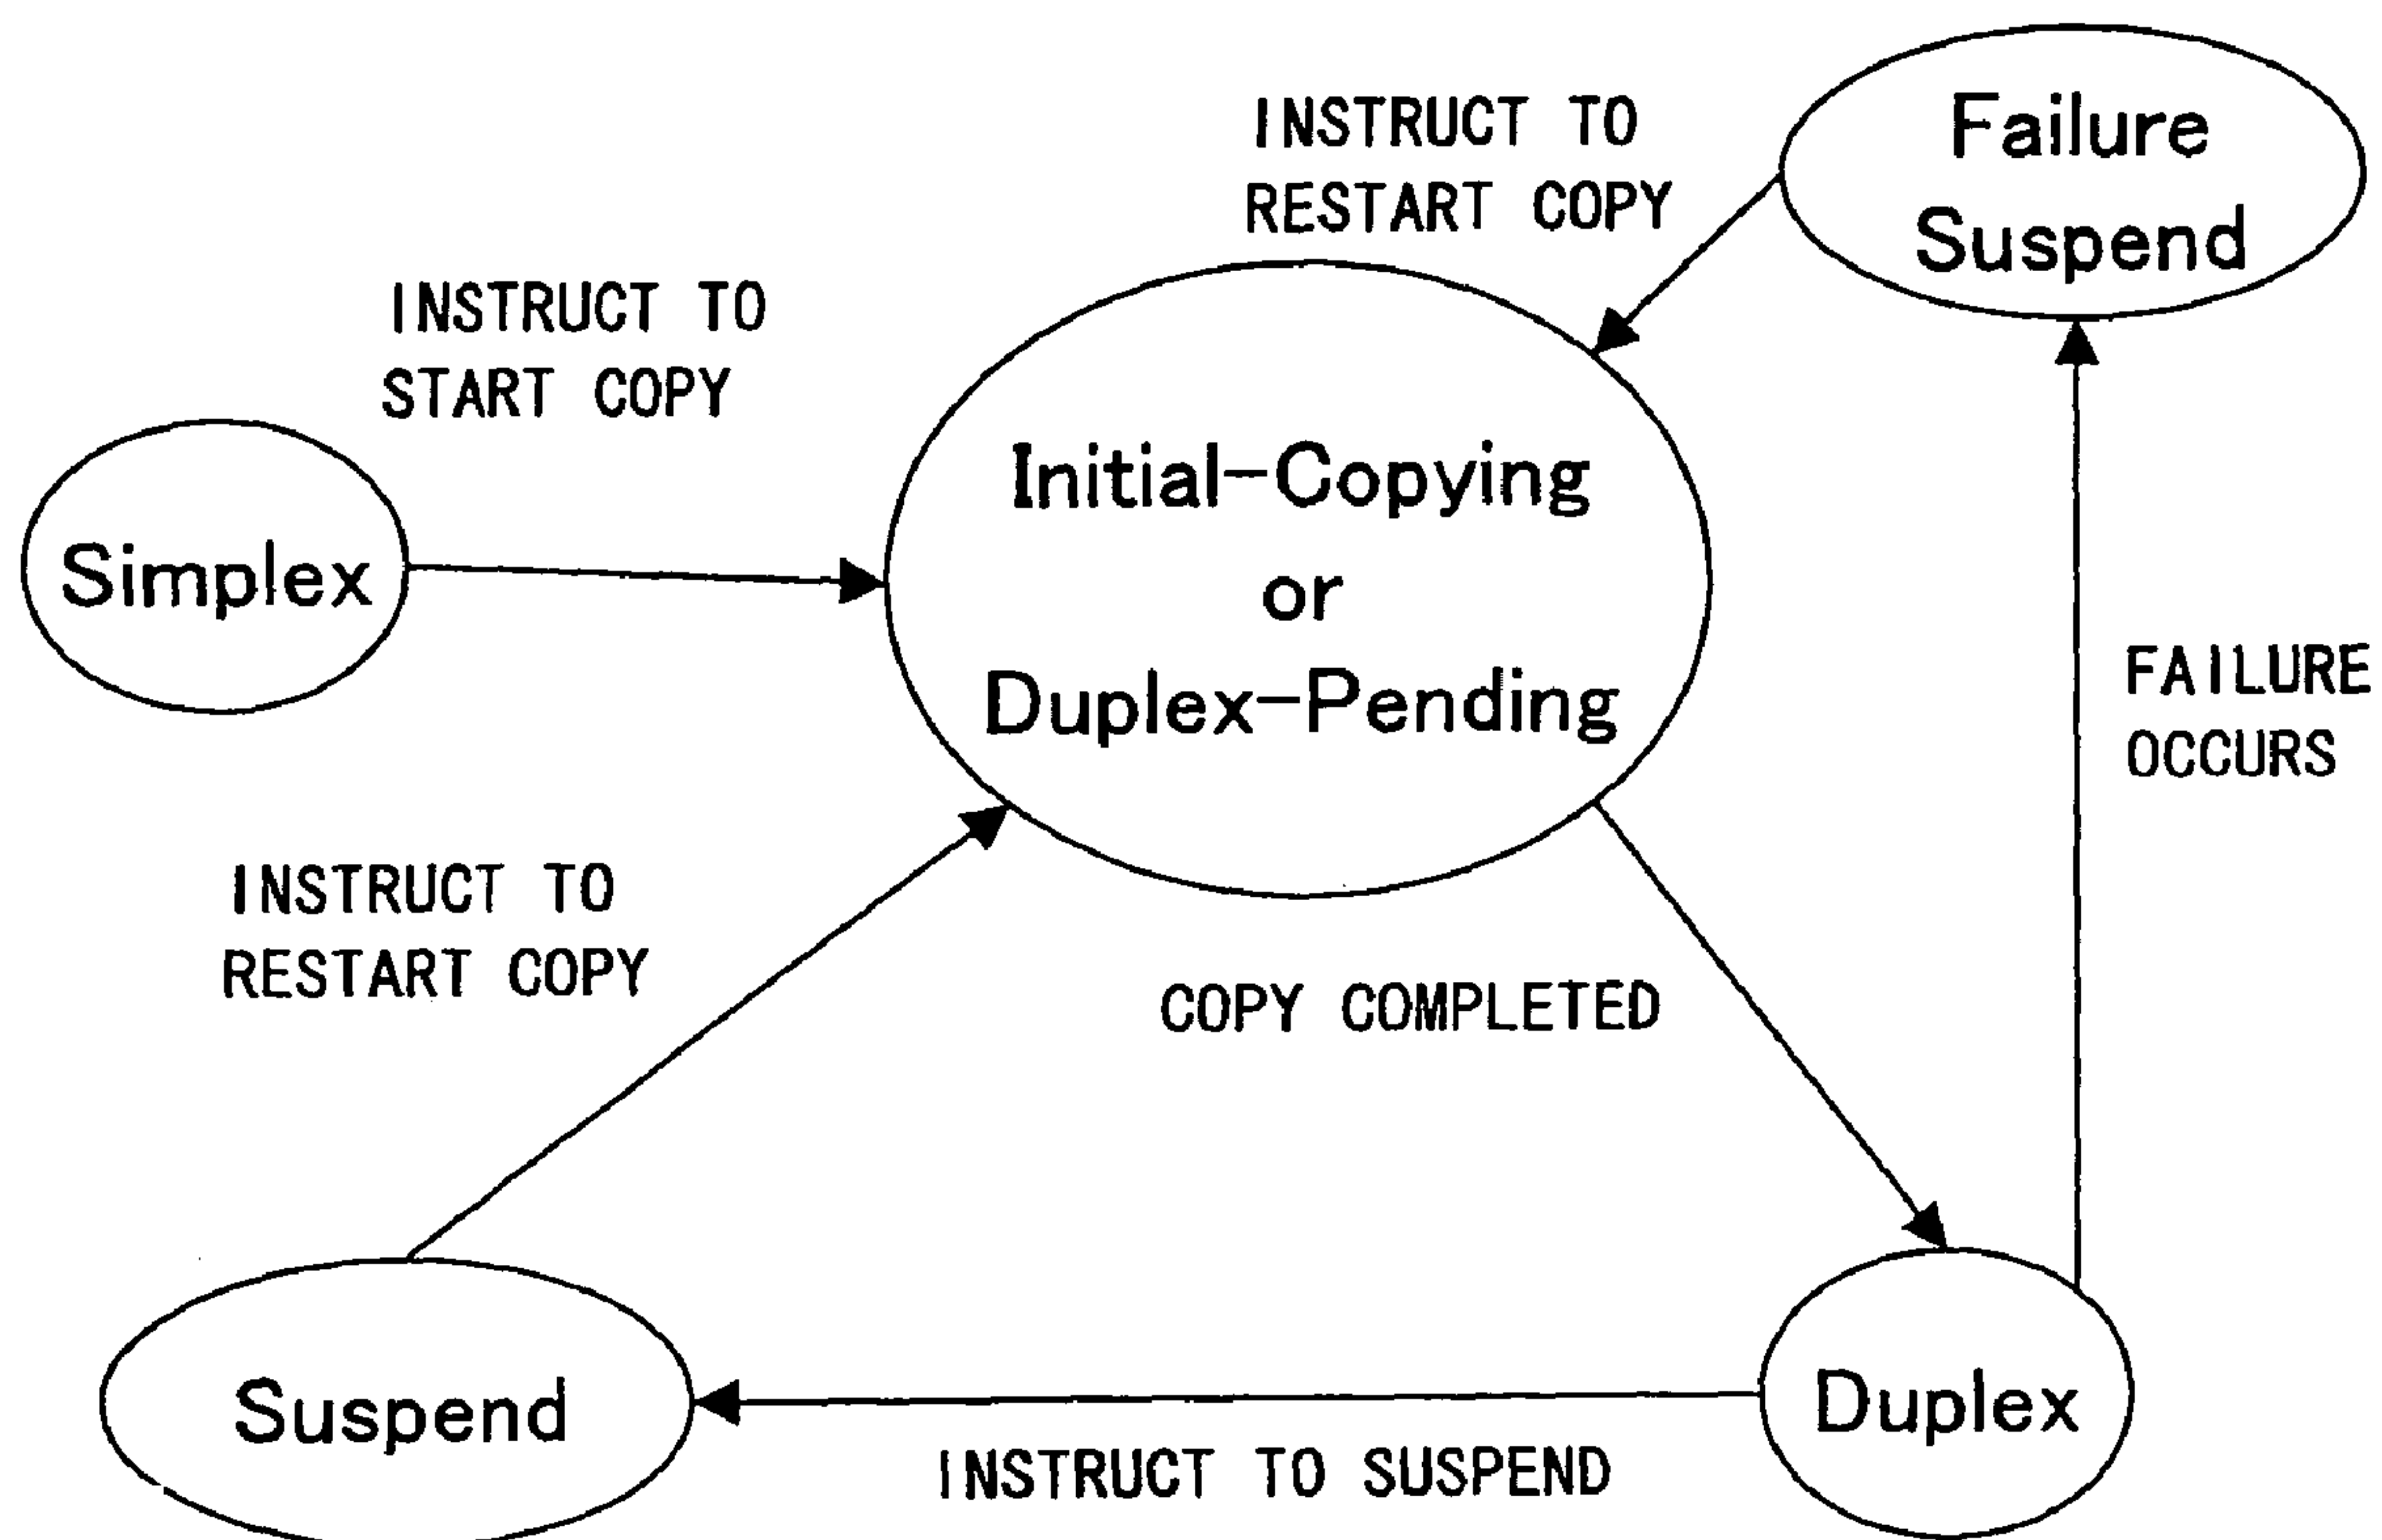 INSTRUCT TO
RESTART COPY
Failure
Suspend
INSTRUCT TO
START COPY
Simplex
Initial-Copying
or
Duplex-Pending
FAILURE
OCCURS
INSTRUCT TO
RESTART COPY
COPY COMPLETED
Suspend
Duplex
INSTRUCT TO SUSPEND